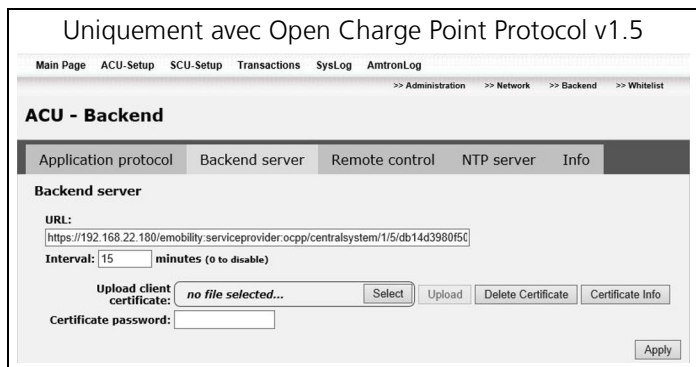 Uniquement avec Open Charge Point Protocol v1.5
Main Page ACU-Setup SCU-Setup Transactions SysLog AmtronLog
>> Administration >> Network >> Backend >> Whitelist
ACU - Backend
Application protocol Backend server Remote control NTP server Info
Backend server
URL:
https://192.168.22.180/emobility:serviceprovider:ocpp/centralsystem/1/5/db14d3980f50
Interval: 15 minutes (0 to disable)
Upload client certificate: no file selected... Select Upload Delete Certificate Certificate Info
Certificate password:
Apply